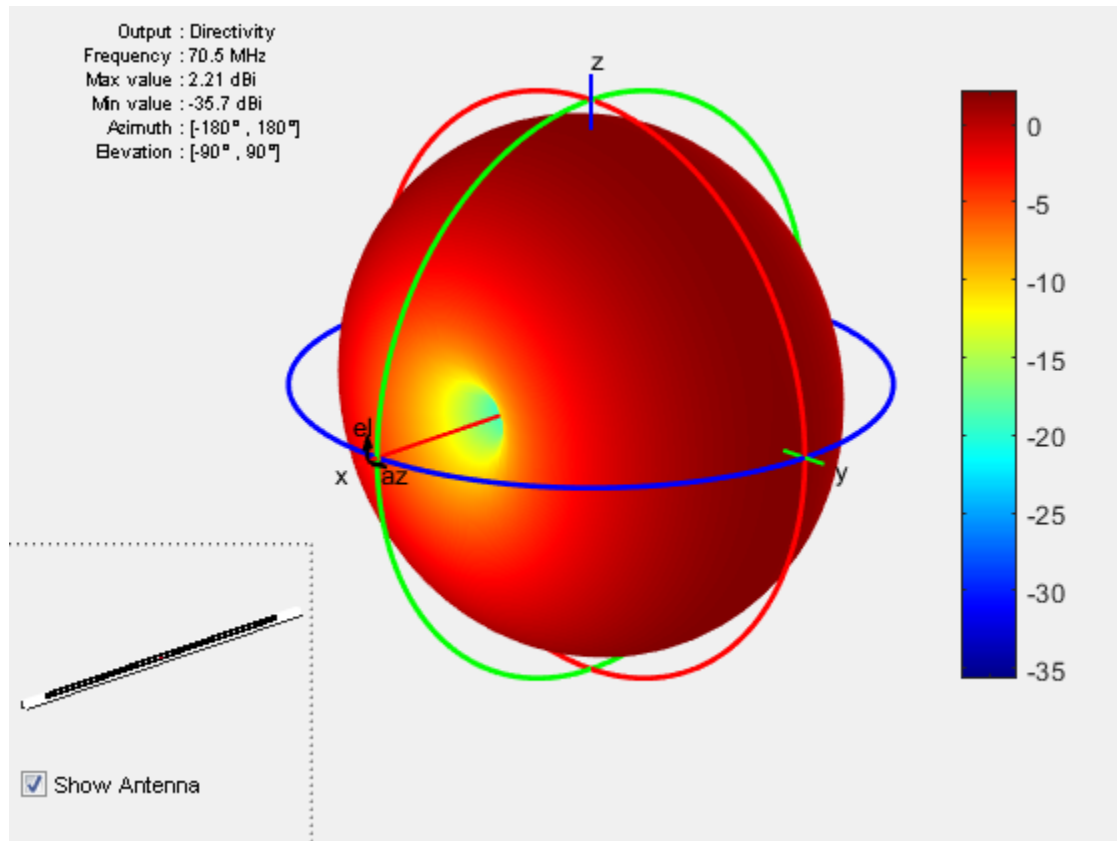 Output : Directivity
Frequency : 70.5 MHz
Max value : 2.21 dBi
Min value : -35.7 dBi
Azimuth : [-180° , 180°]
Elevation : [-90° , 90°]
z
el
x
az
y
0
-5
-10
-15
-20
-25
-30
-35
Show Antenna